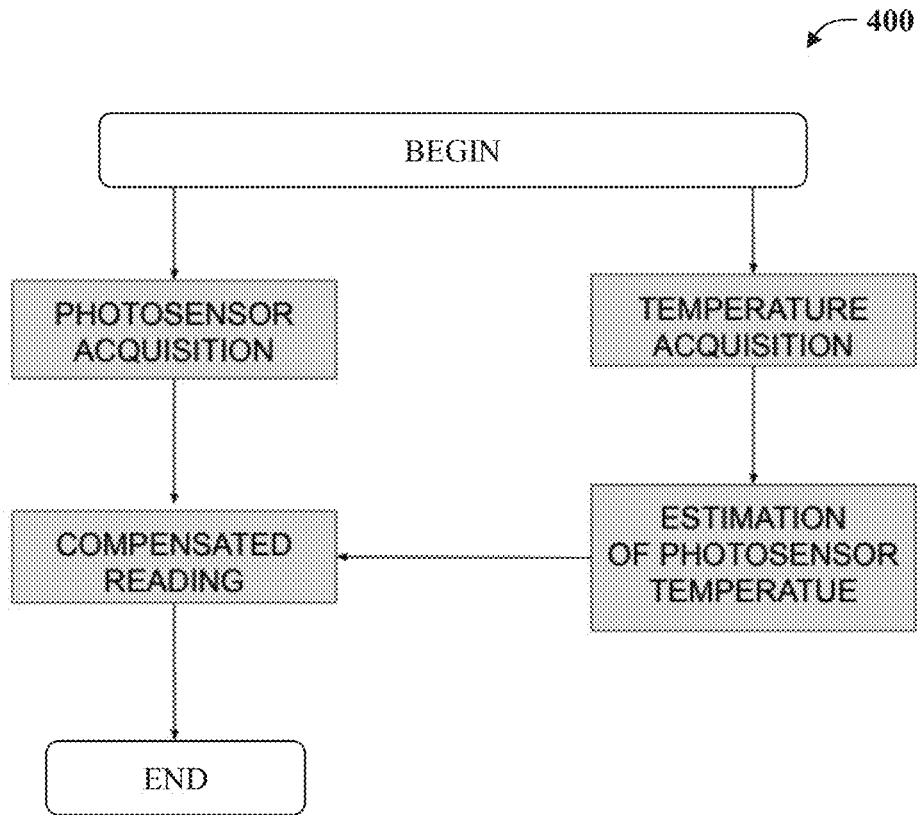 400
BEGIN
PHOTOSENSOR
ACQUISITION
TEMPERATURE
ACQUISITION
COMPENSATED
READING
ESTIMATION
OF PHOTOSENSOR
TEMPERATUE
END